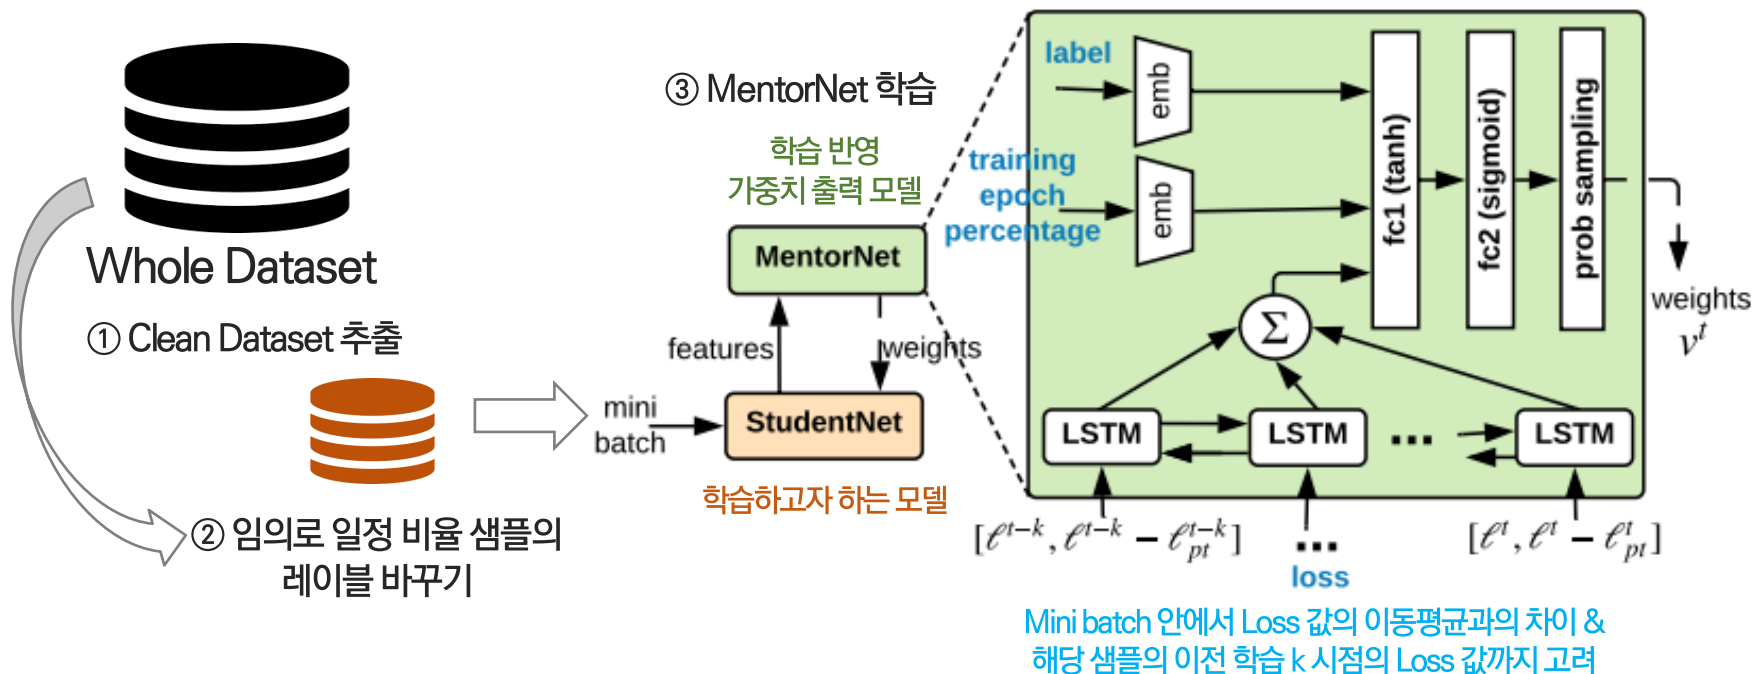 Whole Dataset
① Clean Dataset 추출
② 임의로 일정 비율 샘플의
레이블 바꾸기
③ MentorNet 학습
학습 반영
가중치 출력 모델
MentorNet
features
weights
mini
batch
StudentNet
학습하고자 하는 모델
label
emb
training
epoch
percentage
emb
fc1 (tanh)
fc2 (sigmoid)
prob sampling
weights
v^t
Σ
LSTM
LSTM
...
LSTM
[ℓ^{t-k}, ℓ^{t-k} − ℓ_{pt}^{t-k}]
...
[ℓ^t, ℓ^t − ℓ_{pt}^t]
loss
Mini batch 안에서 Loss 값의 이동평균과의 차이 &
해당 샘플의 이전 학습 k 시점의 Loss 값까지 고려